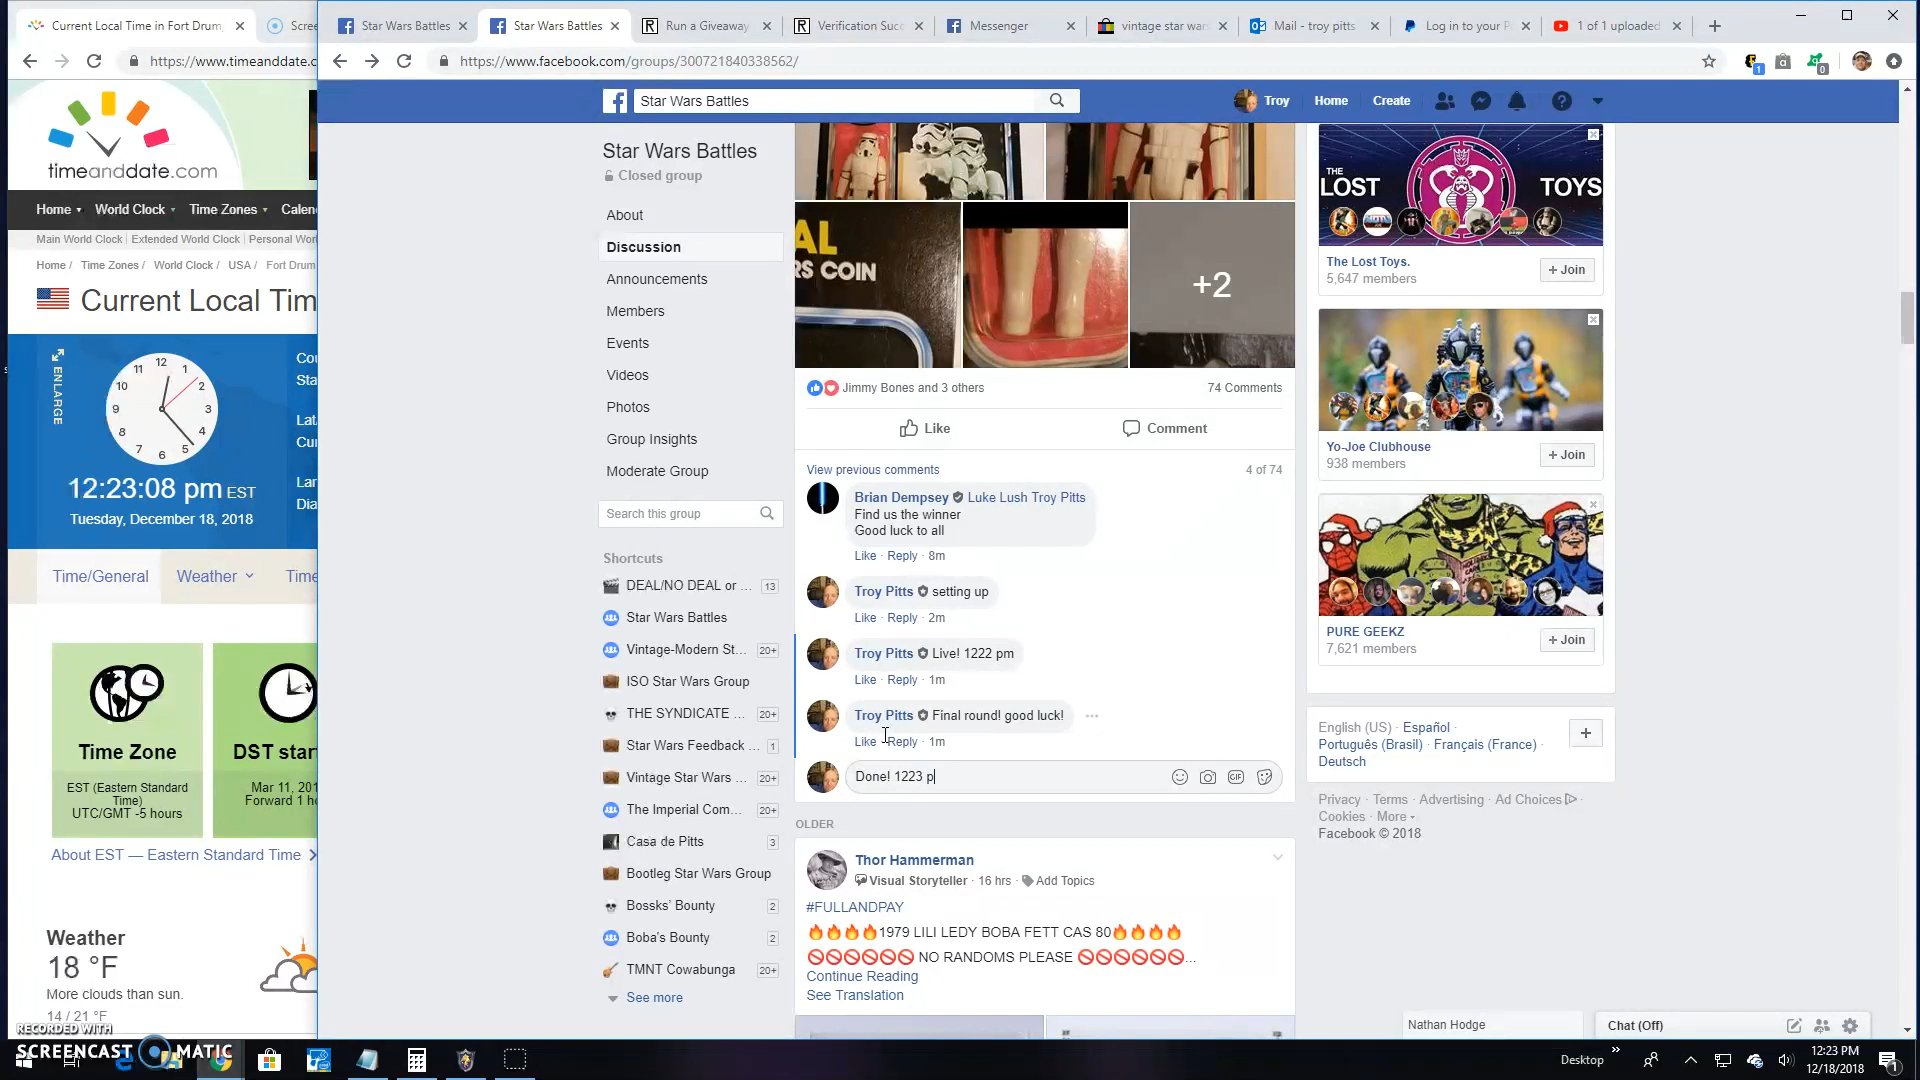 Current Local Time in Fort Drum,
Scree
Star Wars Battles
Star Wars Battles
Run a Giveaway
Verification Succ
Messenger
vintage star war
Mail - troy pitts
Log in to your P
1 of 1 uploaded
https://www.timeanddate.c
https://www.facebook.com/groups/300721840338562/
Star Wars Battles
Troy
Home
Create
timeanddate.com
Home
World Clock
Time Zones
Calen
Main World Clock | Extended World Clock | Personal Wor
Home / Time Zones / World Clock / USA / Fort Drum
Current Local Tim
ENLARGE
12:23:08 pm EST
Tuesday, December 18, 2018
Cou
Sta
Lat
Cu
Lar
Dia
Time/General
Weather
Time
Time Zone
EST (Eastern Standard
Time)
UTC/GMT -5 hours
DST star
Mar 11, 201
Forward 1 h
About EST — Eastern Standard Time
Weather
18 °F
More clouds than sun.
14 / 21 °F
RECORDED WITH
SCREENCAST MATIC
Star Wars Battles
Closed group
About
Discussion
Announcements
Members
Events
Videos
Photos
Group Insights
Moderate Group
Search this group
Shortcuts
DEAL/NO DEAL or ... 13
Star Wars Battles
Vintage-Modern St... 20+
ISO Star Wars Group
THE SYNDICATE ... 20+
Star Wars Feedback ... 1
Vintage Star Wars ... 20+
The Imperial Com... 20+
Casa de Pitts 3
Bootleg Star Wars Group
Bossks' Bounty 2
Boba's Bounty 2
TMNT Cowabunga 20+
See more
AL
RS COIN
+2
Jimmy Bones and 3 others
74 Comments
Like
Comment
View previous comments
4 of 74
Brian Dempsey Luke Lush Troy Pitts
Find us the winner
Good luck to all
Like · Reply · 8m
Troy Pitts setting up
Like · Reply · 2m
Troy Pitts Live! 1222 pm
Like · Reply · 1m
Troy Pitts Final round! good luck!
Like · Reply · 1m
Done! 1223 p
GIF
OLDER
Thor Hammerman
Visual Storyteller · 16 hrs · Add Topics
#FULLANDPAY
🔥🔥🔥🔥1979 LILI LEDY BOBA FETT CAS 80🔥🔥🔥🔥
🚫🚫🚫🚫🚫🚫 NO RANDOMS PLEASE 🚫🚫🚫🚫🚫🚫...
Continue Reading
See Translation
THE
LOST TOYS
The Lost Toys.
5,647 members
+ Join
Yo-Joe Clubhouse
938 members
+ Join
PURE GEEKZ
7,621 members
+ Join
English (US) · Español ·
Português (Brasil) · Français (France) ·
Deutsch
Privacy · Terms · Advertising · Ad Choices ·
Cookies · More
Facebook © 2018
Nathan Hodge
Chat (Off)
Desktop
12:23 PM
12/18/2018